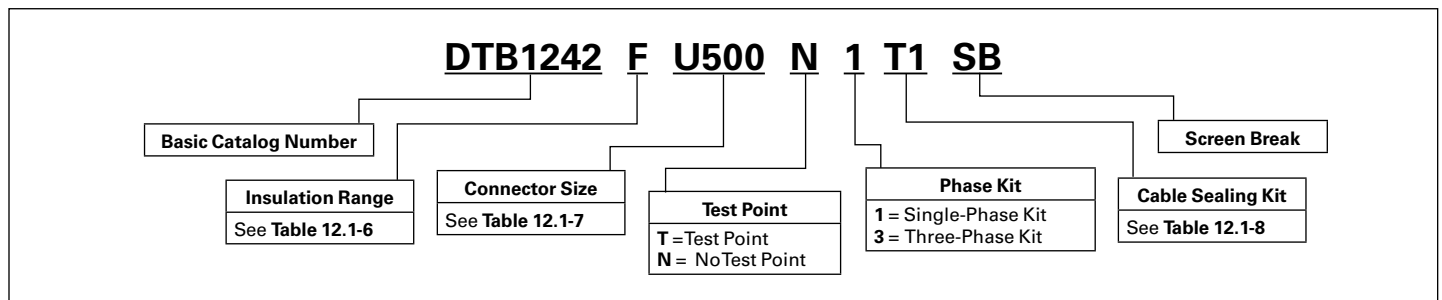 DTB1242 F U500 N 1 T1 SB
Basic Catalog Number
Insulation Range
See Table 12.1-6
Connector Size
See Table 12.1-7
Test Point
T = Test Point
N = No Test Point
Phase Kit
1 = Single-Phase Kit
3 = Three-Phase Kit
Cable Sealing Kit
See Table 12.1-8
Screen Break